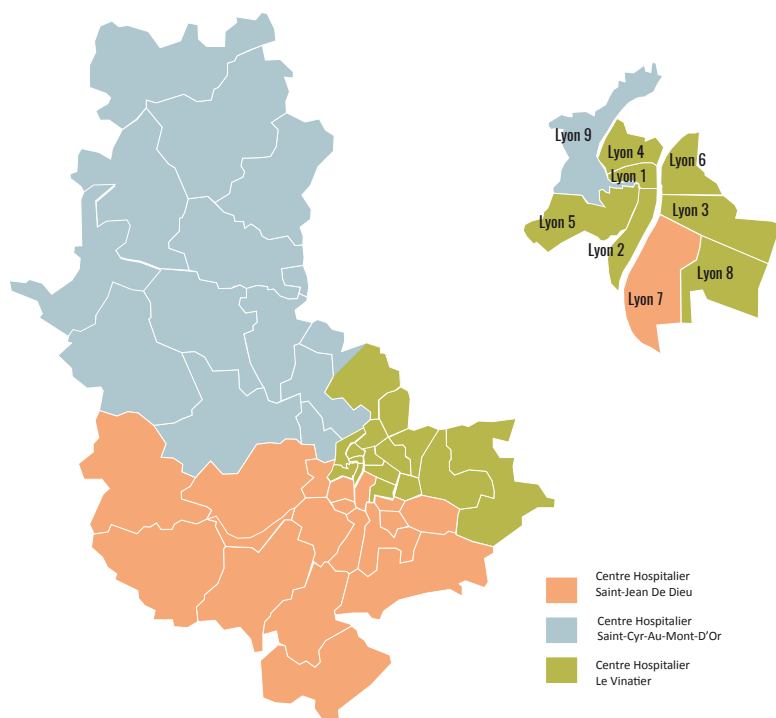 Lyon 9
Lyon 4
Lyon 6
Lyon 1
Lyon 3
Lyon 5
Lyon 2
Lyon 8
Lyon 7
Centre Hospitalier
Saint-Jean De Dieu
Centre Hospitalier
Saint-Cyr-Au-Mont-D'Or
Centre Hospitalier
Le Vinatier